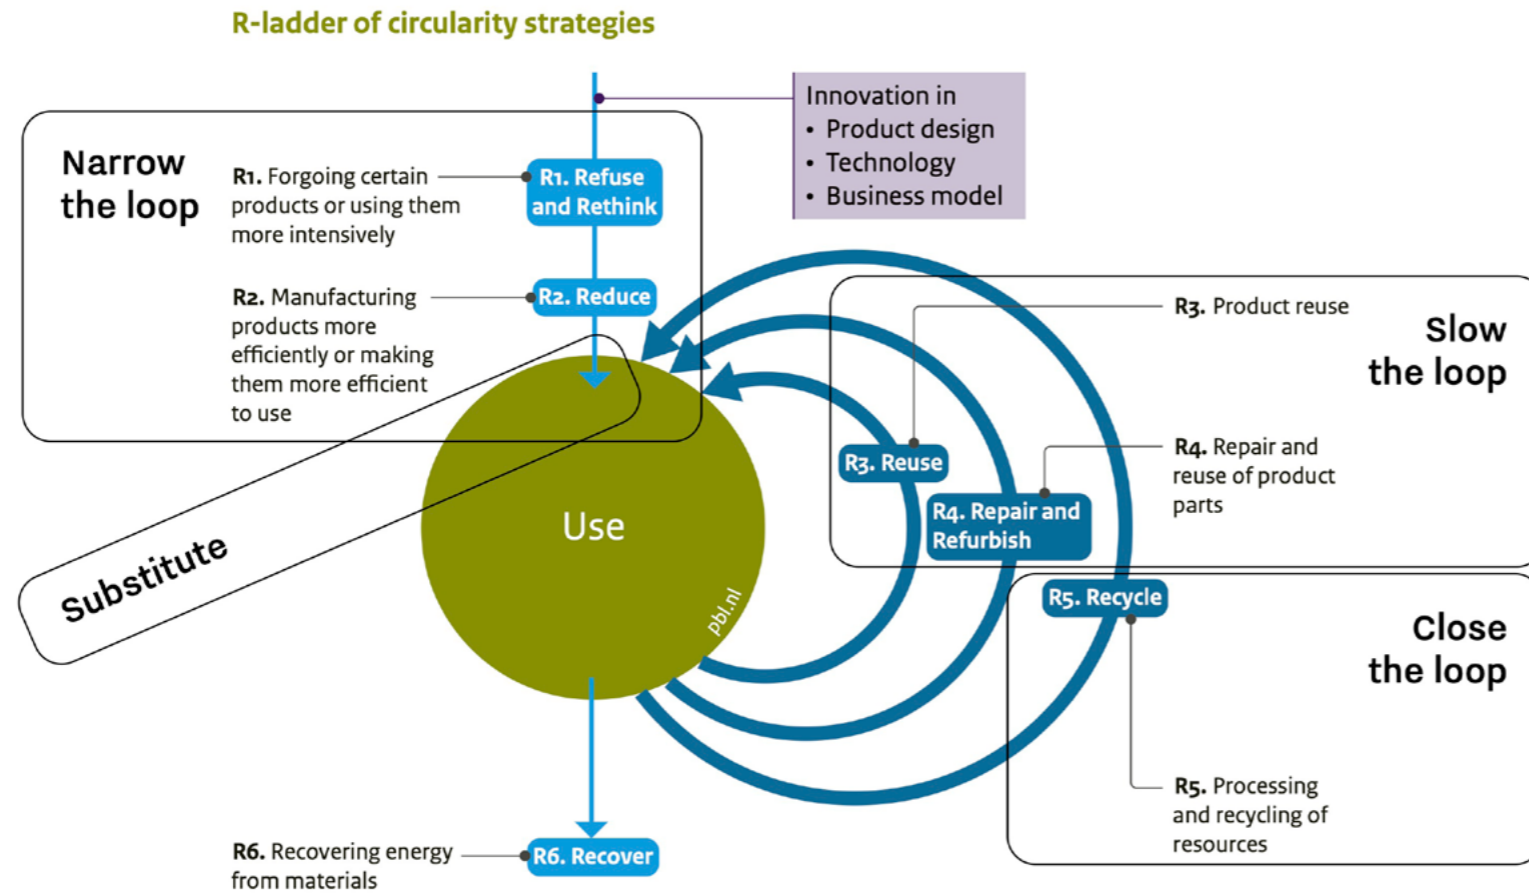 R-ladder of circularity strategies
Innovation in
• Product design
• Technology
• Business model
Narrow
the loop
R1. Forgoing certain
products or using them
more intensively
R1. Refuse
and Rethink
R2. Manufacturing
products more
efficiently or making
them more efficient
to use
R2. Reduce
R3. Product reuse
Slow
the loop
R3. Reuse
R4. Repair and
reuse of product
parts
R4. Repair and
Refurbish
Use
Substitute
pbl.nl
R5. Recycle
Close
the loop
R5. Processing
and recycling of
resources
R6. Recovering energy
from materials
R6. Recover